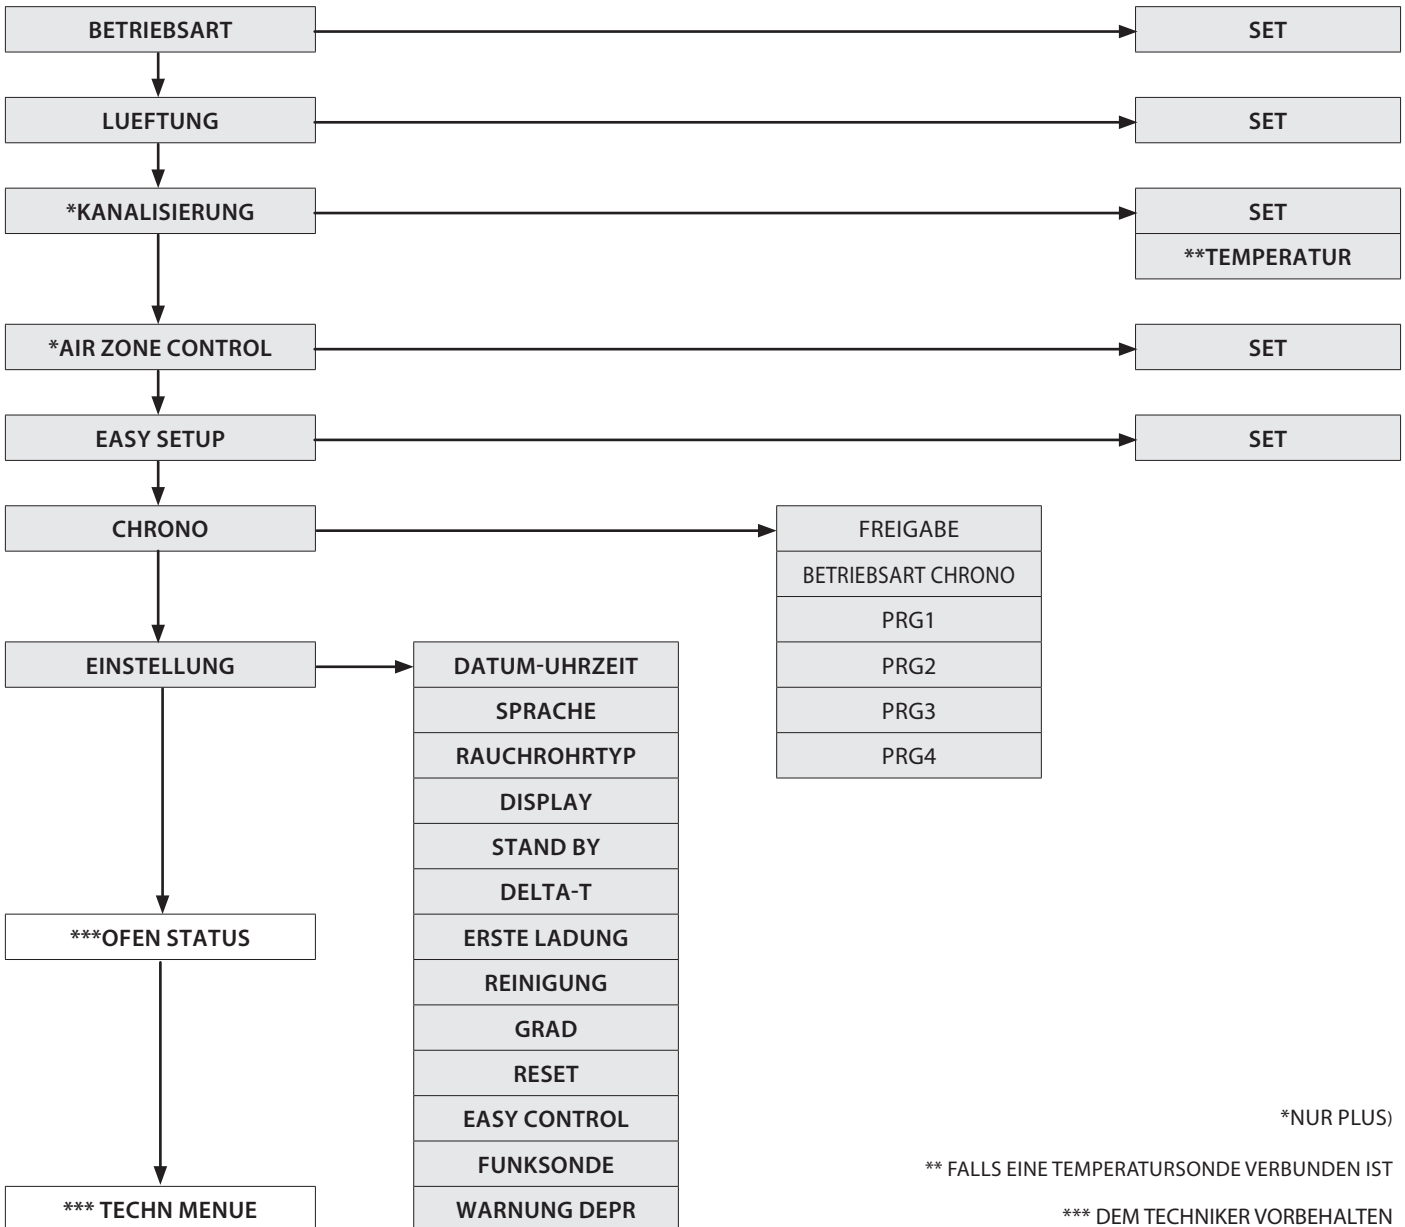 BETRIEBSART
SET
LUEFTUNG
SET
*KANALISIERUNG
SET
**TEMPERATUR
*AIR ZONE CONTROL
SET
EASY SETUP
SET
CHRONO
FREIGABE
BETRIEBSART CHRONO
PRG1
PRG2
PRG3
PRG4
EINSTELLUNG
DATUM-UHRZEIT
SPRACHE
RAUCHROHRTYP
DISPLAY
STAND BY
DELTA-T
ERSTE LADUNG
REINIGUNG
GRAD
RESET
EASY CONTROL
FUNKSONDE
WARNUNG DEPR
***OFEN STATUS
*** TECHN MENUE
*NUR PLUS)
** FALLS EINE TEMPERATURSONDE VERBUNDEN IST
*** DEM TECHNIKER VORBEHALTEN